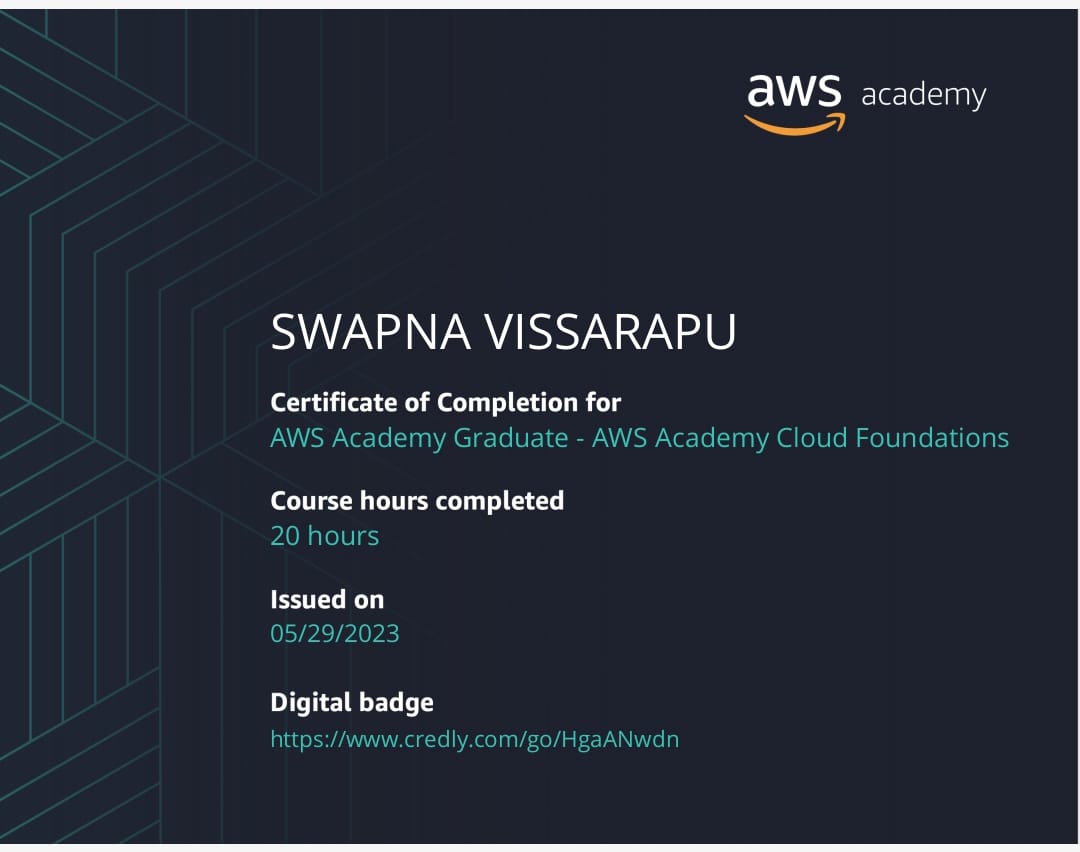 aws academy
SWAPNA VISSARAPU
Certificate of Completion for
AWS Academy Graduate - AWS Academy Cloud Foundations
Course hours completed
20 hours
Issued on
05/29/2023
Digital badge
https://www.credly.com/go/HgaANwdn